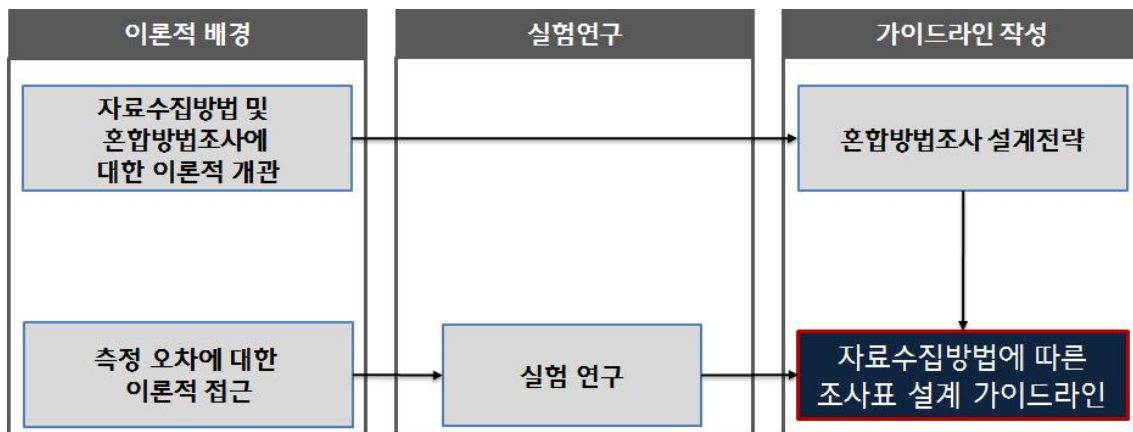 이론적 배경
실험연구
가이드라인 작성
자료수집방법 및
혼합방법조사에
대한 이론적 개관
혼합방법조사 설계전략
측정 오차에 대한
이론적 접근
실험 연구
자료수집방법에 따른
조사표 설계 가이드라인